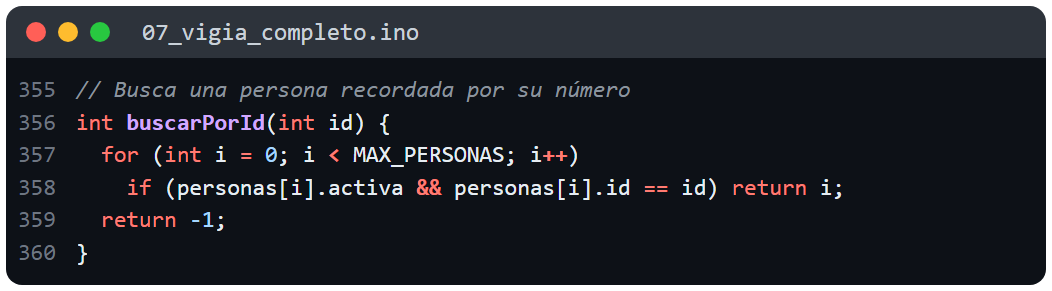 07_vigia_completo.ino
355 // Busca una persona recordada por su número
356 int buscarPorId(int id) {
357   for (int i = 0; i < MAX_PERSONAS; i++)
358     if (personas[i].activa && personas[i].id == id) return i;
359   return -1;
360 }